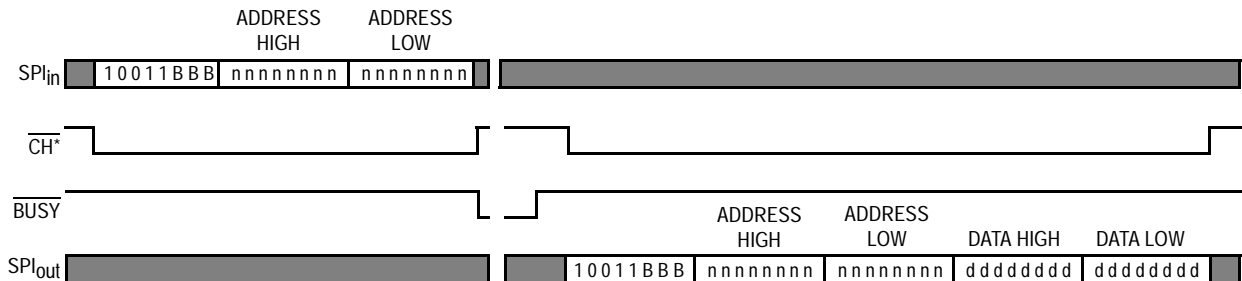 ADDRESS HIGH
ADDRESS LOW
SPIin 10011BBB nnnnnnnn nnnnnnnn
CH*
BUSY
ADDRESS HIGH
ADDRESS LOW
DATA HIGH
DATA LOW
SPIout 10011BBB nnnnnnnn nnnnnnnn dddddddd dddddddd